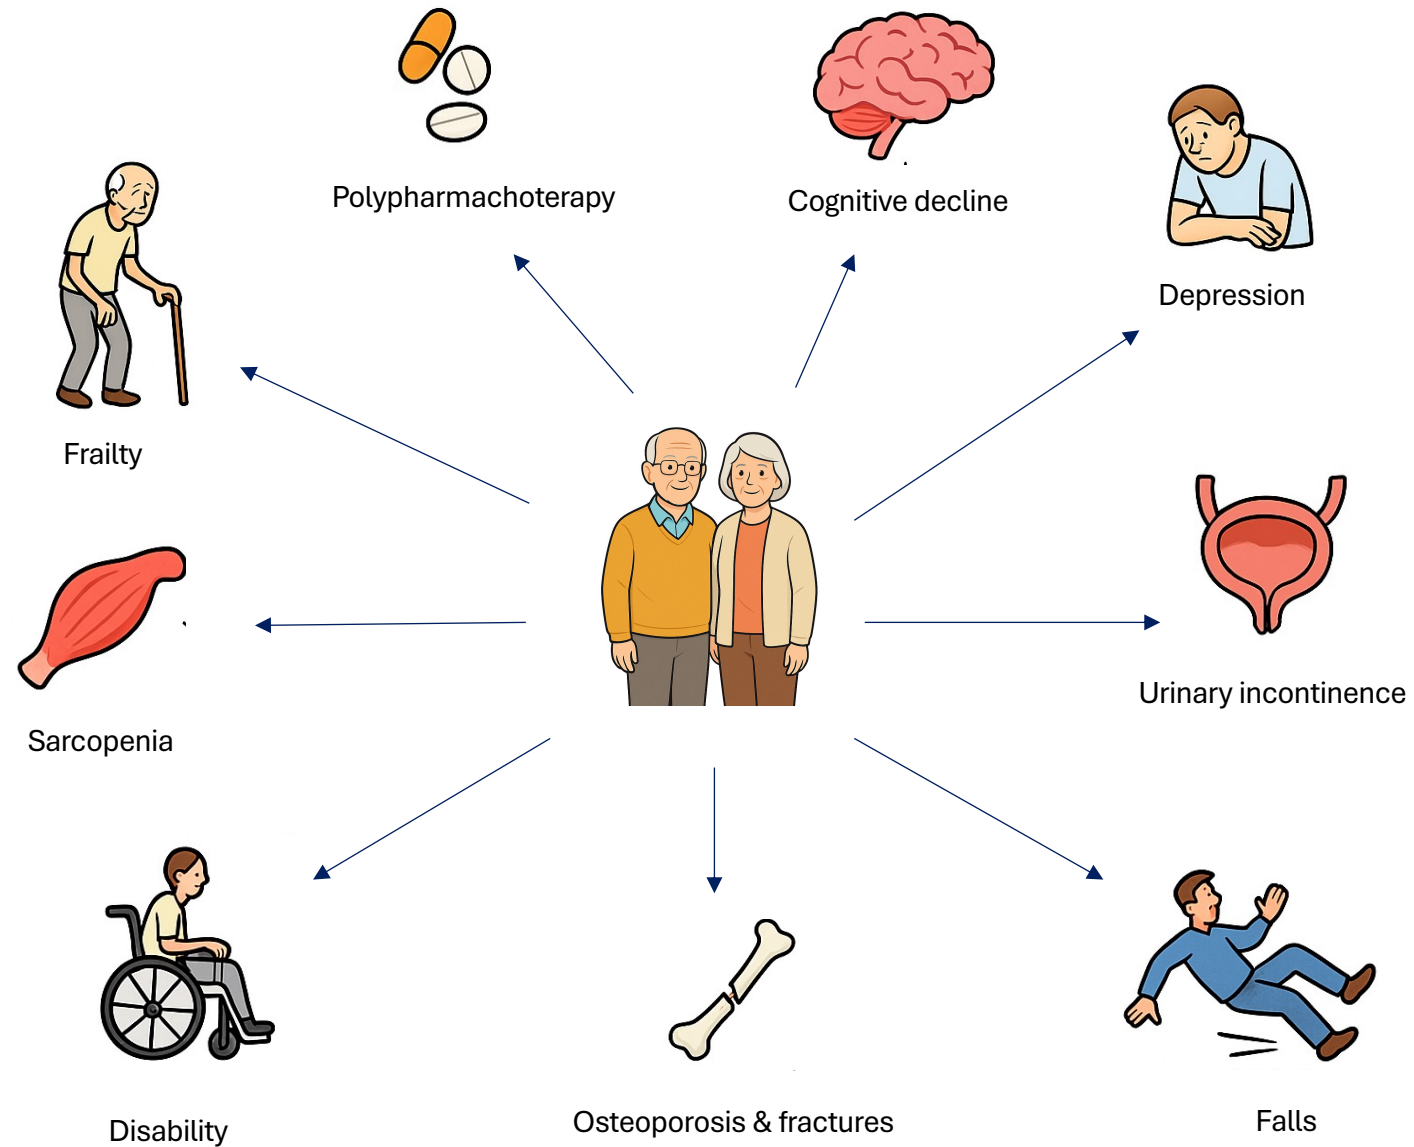 Polypharmachoterapy
Cognitive decline
Depression
Frailty
Urinary incontinence
Sarcopenia
Osteoporosis & fractures
Falls
Disability